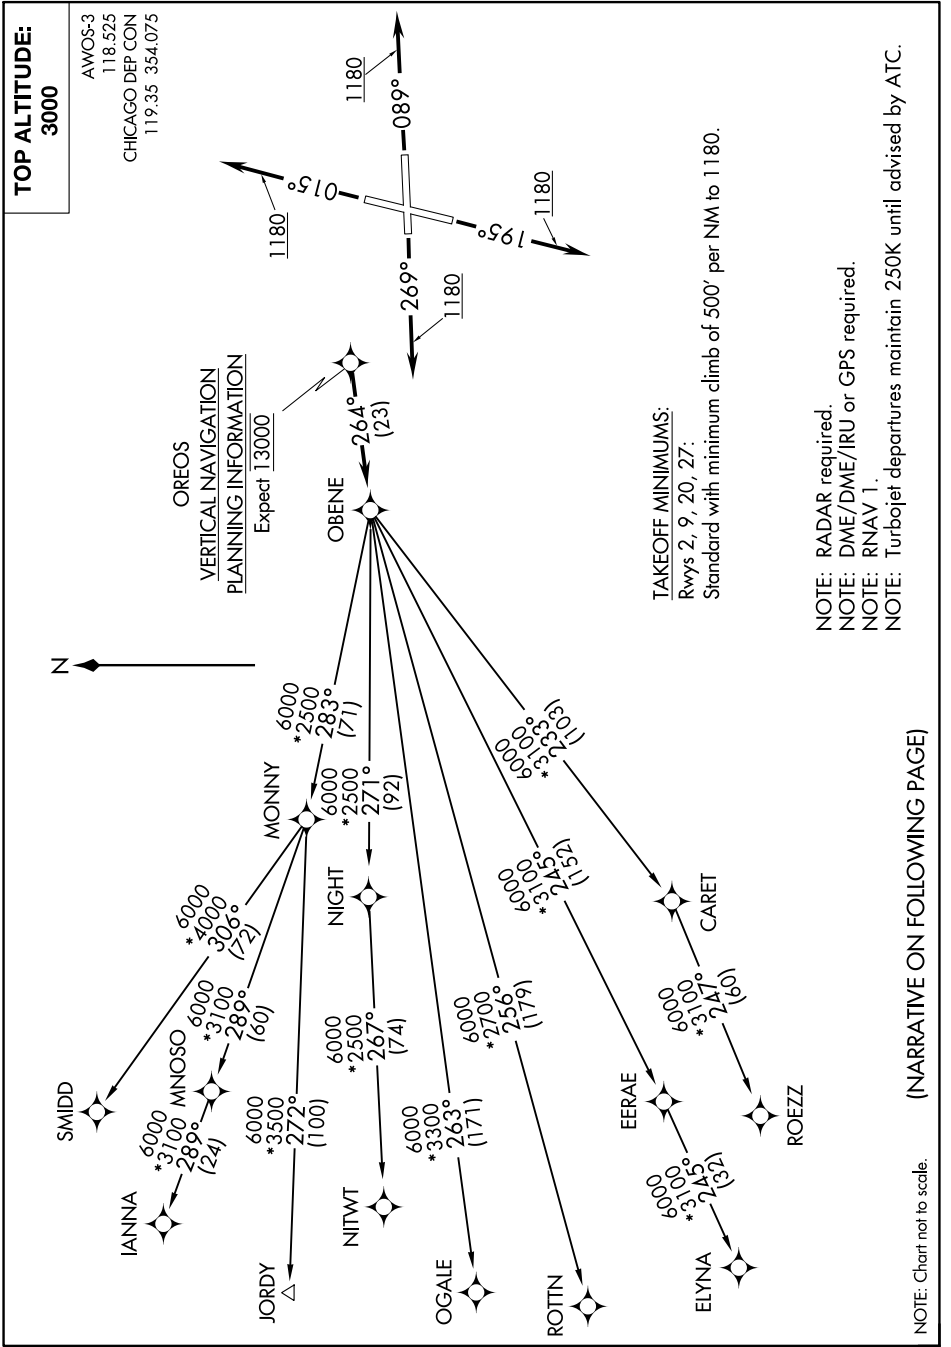 TOP ALTITUDE:
3000
AWOS-3
118.525
CHICAGO DEP CON
119.35 354.075
N
OREOS
VERTICAL NAVIGATION
PLANNING INFORMATION
Expect 13000
264°
(23)
OBENE
1180
015°
1180
089°
1180
269°
1180
195°
6000
*2500
283°
(71)
MONNY
6000
*4000
306°
(72)
SMIDD
6000
*3100
289°
(60)
MNOSO
6000
*3100
289°
(24)
IANNA
6000
*3500
272°
(100)
JORDY
6000
*2500
271°
(92)
NIGHT
6000
*2500
267°
(74)
NITWT
6000
*3300
263°
(171)
OGALE
6000
*2700
256°
(179)
ROTTN
6000
*3100
245°
(152)
EERAE
6000
*3100
245°
(32)
ELYNA
6000
*3100
233°
(103)
CARET
6000
*3100
247°
(60)
ROEZZ
TAKEOFF MINIMUMS:
Rwys 2, 9, 20, 27:
Standard with minimum climb of 500' per NM to 1180.
NOTE: RADAR required.
NOTE: DME/DME/IRU or GPS required.
NOTE: RNAV 1.
NOTE: Turbojet departures maintain 250K until advised by ATC.
(NARRATIVE ON FOLLOWING PAGE)
NOTE: Chart not to scale.